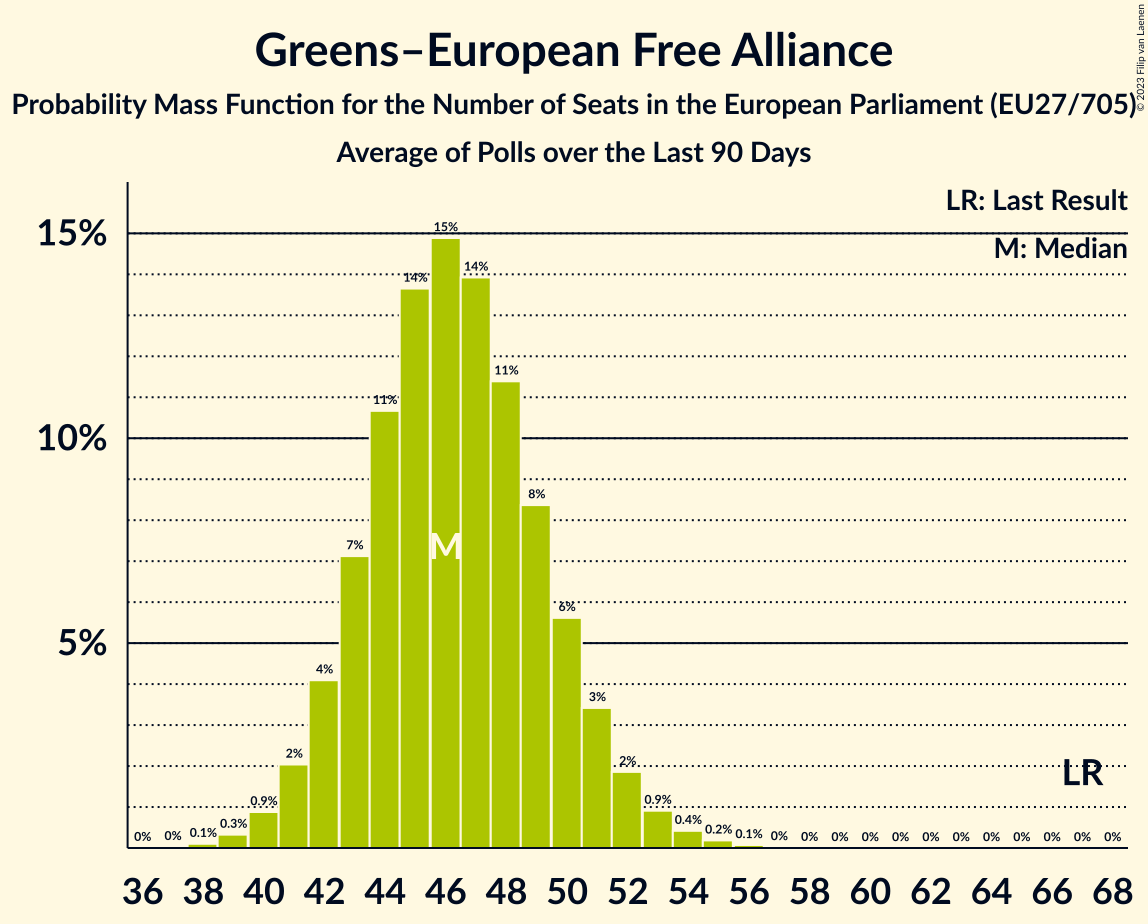 Greens–European Free Alliance
Probability Mass Function for the Number of Seats in the European Parliament (EU27/705)
Average of Polls over the Last 90 Days
© 2023 Filip van Laenen
LR: Last Result
M: Median
15%
10%
5%
0% 0% 0.1% 0.3% 0.9% 2% 4% 7% 11% 14% 15% 14% 11% 8% 6% 3% 2% 0.9% 0.4% 0.2% 0.1% 0% 0% 0% 0% 0% 0% 0% 0% 0% 0% 0% 0%
M
LR
36 38 40 42 44 46 48 50 52 54 56 58 60 62 64 66 68